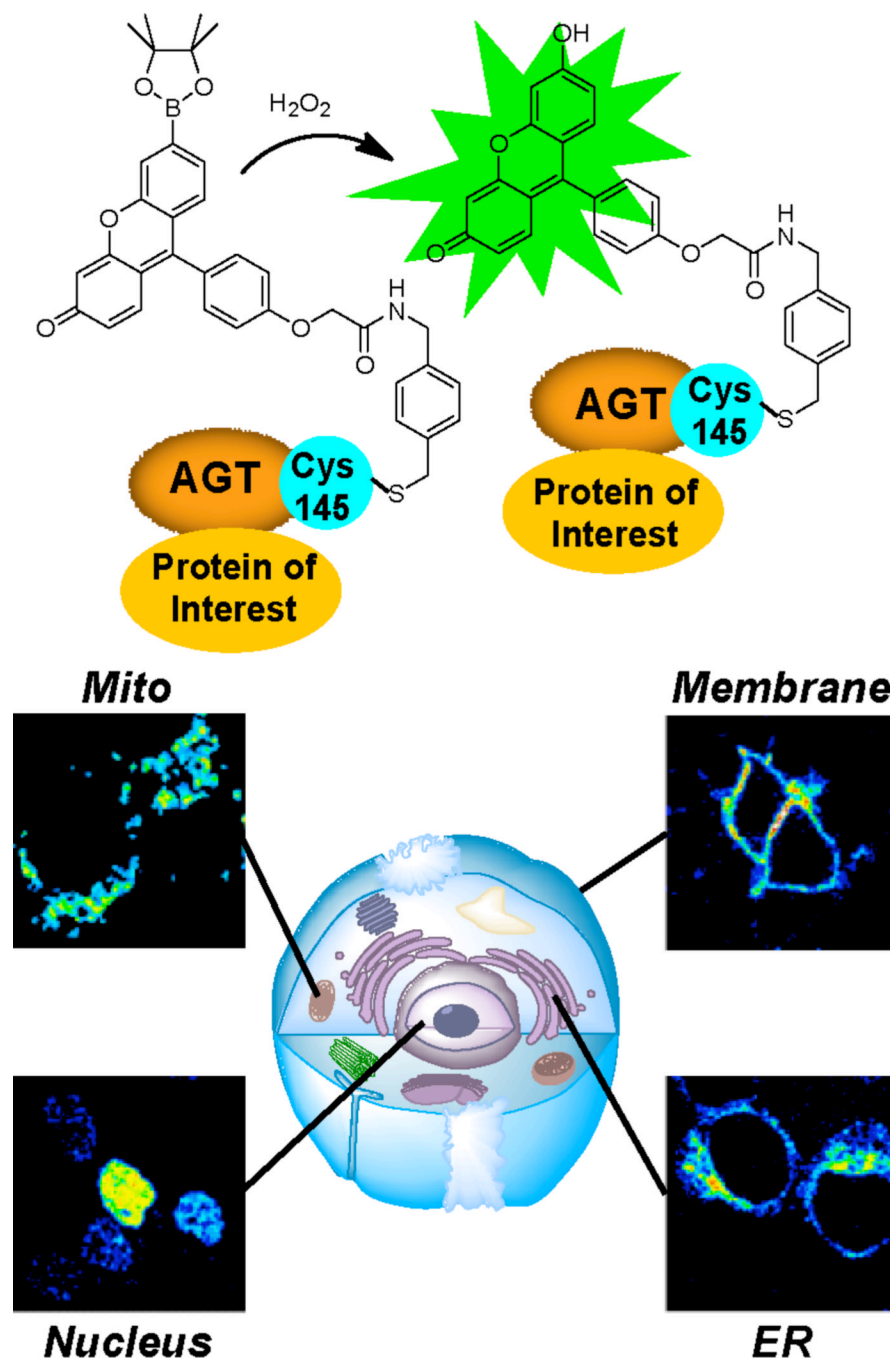 OH
O
O
B
H₂O₂
O
O
O
O
H
N
O
O
H
N
O
O
AGT
Cys
145
S
Protein of
Interest
AGT
Cys
145
S
Protein of
Interest
Mito
Membrane
Nucleus
ER